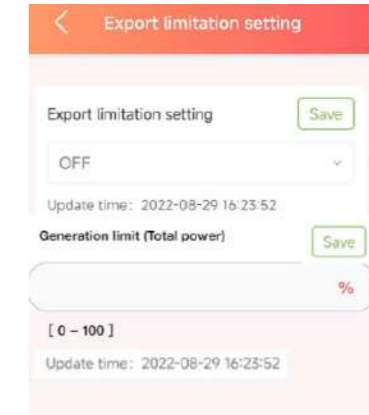 Export limitation setting
Export limitation setting
Save
OFF
Update time: 2022-08-29 16:23:52
Generation limit (Total power)
Save
%
[ 0 – 100 ]
Update time: 2022-08-29 16:23:52